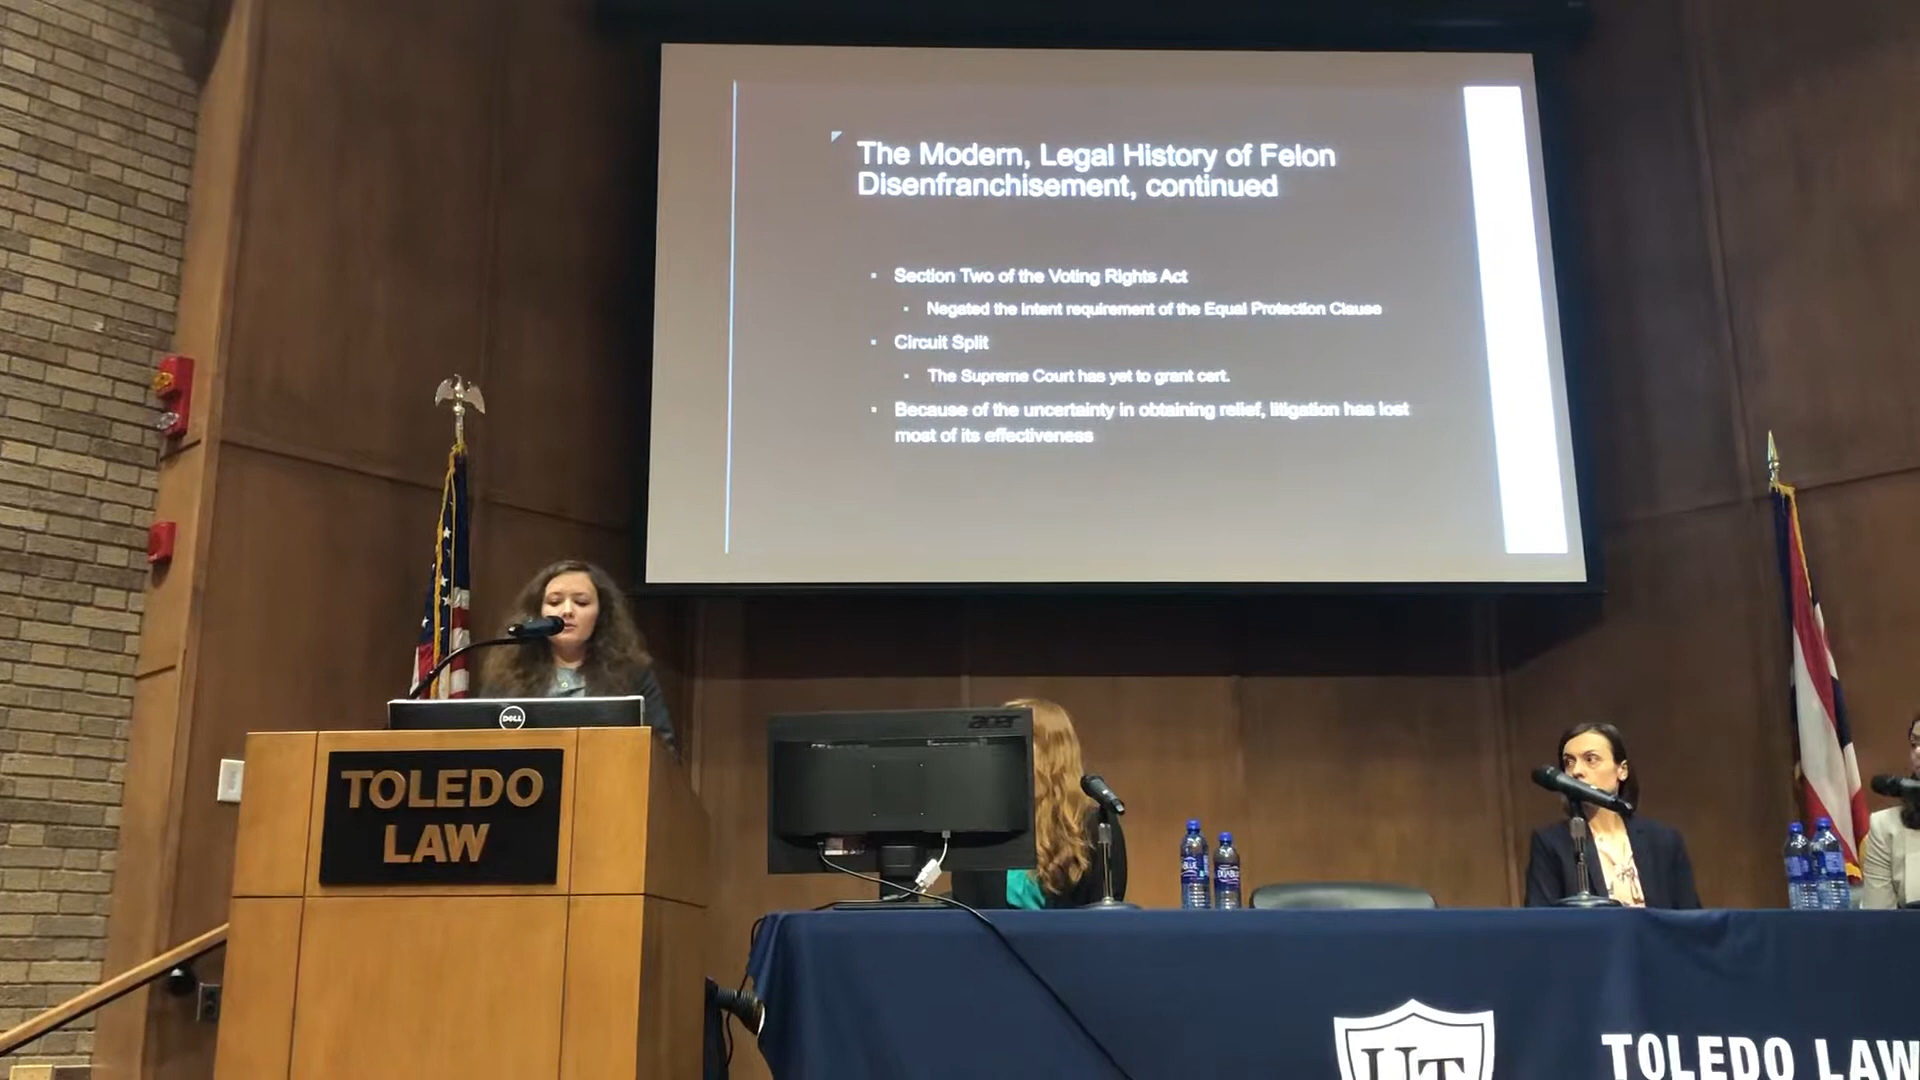 The Modern, Legal History of Felon
Disenfranchisement, continued
Section Two of the Voting Rights Act
Negated the intent requirement of the Equal Protection Clause
Circuit Split
The Supreme Court has yet to grant cert.
Because of the uncertainty in obtaining relief, litigation has lost
most of its effectiveness
DELL
acer
TOLEDO
LAW
UT
TOLEDO LAW